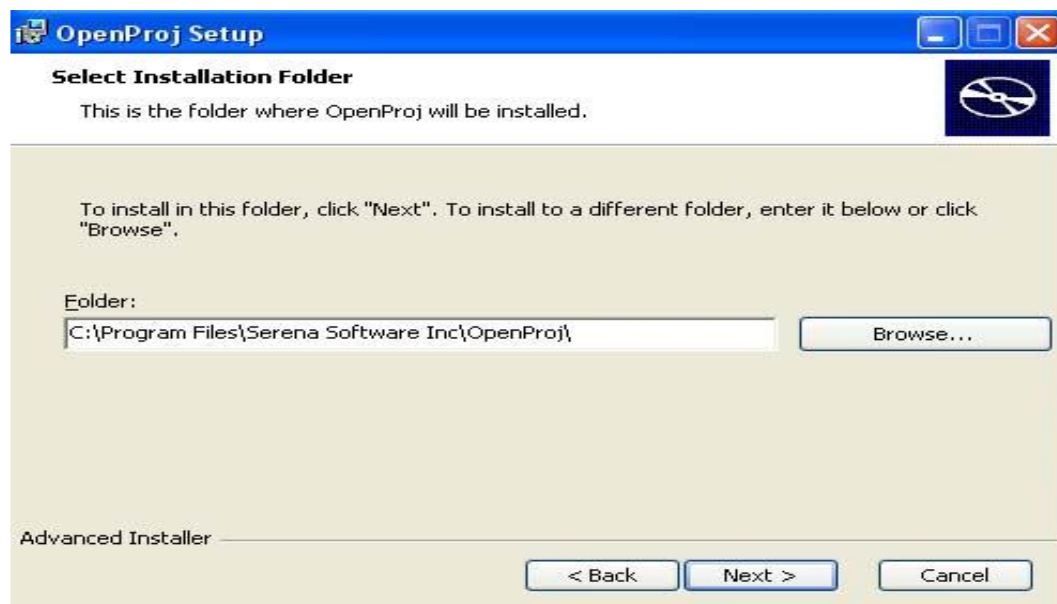 OpenProj Setup
Select Installation Folder
This is the folder where OpenProj will be installed.
To install in this folder, click "Next". To install to a different folder, enter it below or click
"Browse".
Folder:
C:\Program Files\Serena Software Inc\OpenProj\
Browse...
Advanced Installer
< Back
Next >
Cancel